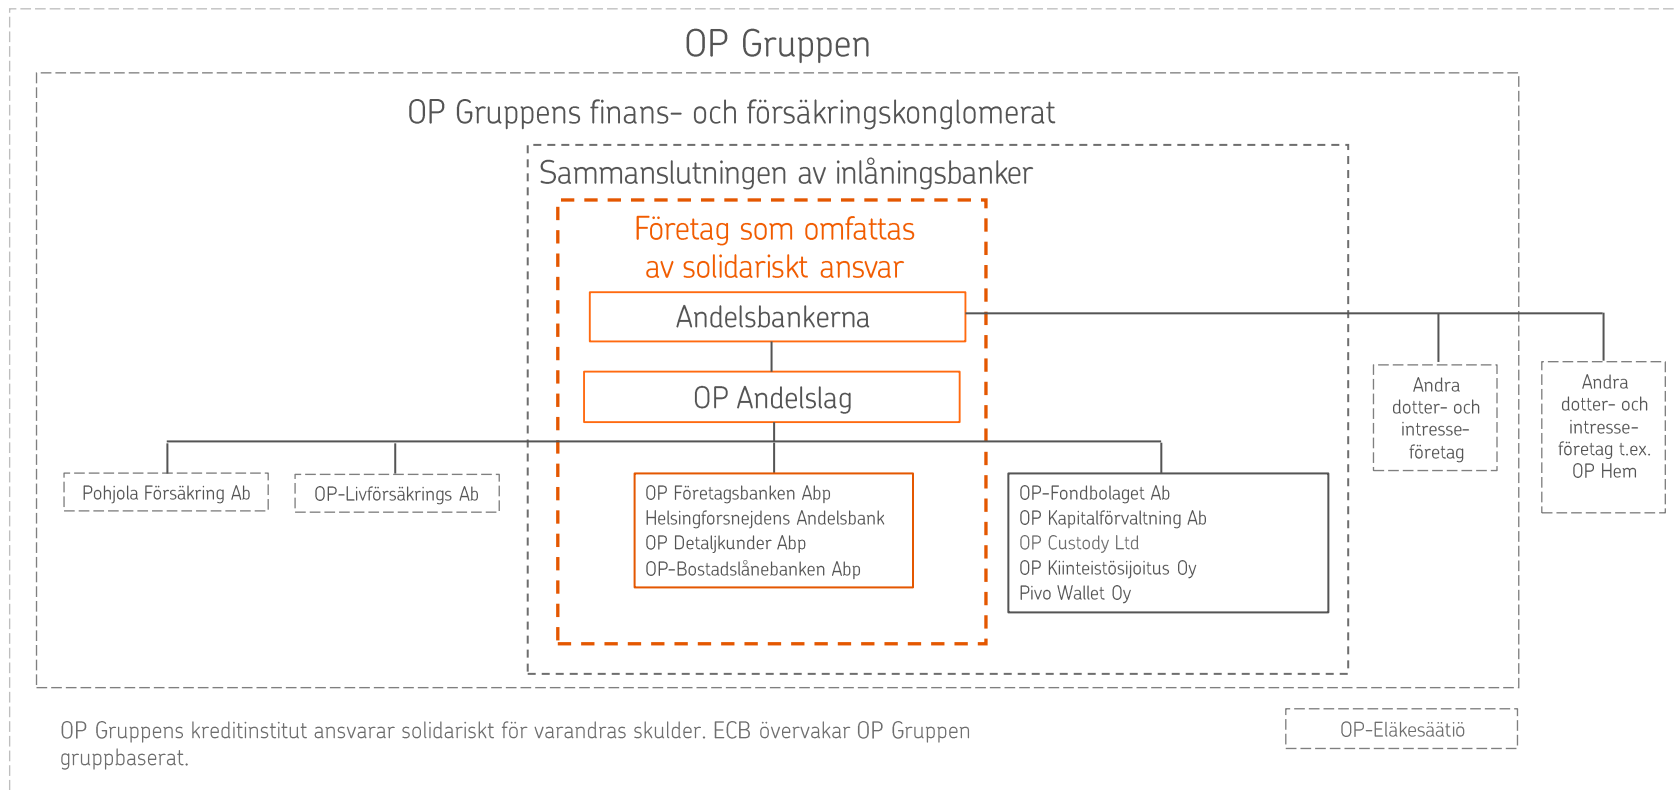 OP Gruppen
OP Gruppens finans- och försäkringskonglomerat
Sammanslutningen av inlåningsbanker
Företag som omfattas
av solidariskt ansvar
Andelsbankerna
OP Andelslag
Pohjola Försäkring Ab
OP-Livförsäkrings Ab
OP Företagsbanken Abp
Helsingforsnejdens Andelsbank
OP Detaljkunder Abp
OP-Bostadslånebanken Abp
OP-Fondbolaget Ab
OP Kapitalförvaltning Ab
OP Custody Ltd
OP Kiinteistösijoitus Oy
Pivo Wallet Oy
Andra
dotter- och
intresse-
företag
Andra
dotter- och
intresse-
företag t.ex.
OP Hem
OP Gruppens kreditinstitut ansvarar solidariskt för varandras skulder. ECB övervakar OP Gruppen
gruppbaserat.
OP-Eläkesäätiö